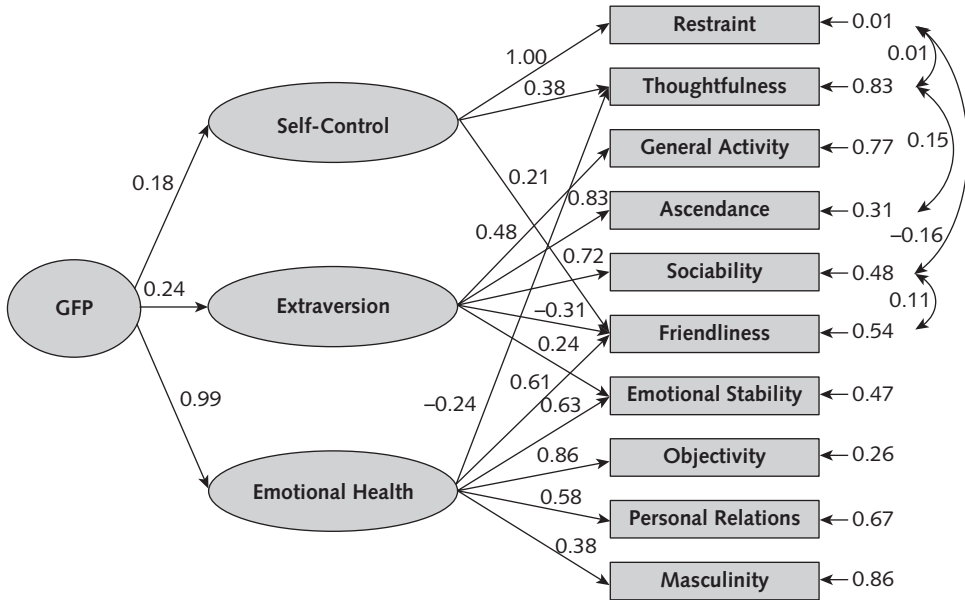 Restraint
0.01
0.01
1.00
0.38
Thoughtfulness
0.83
Self-Control
General Activity
0.77
0.15
0.18
0.21
0.83
Ascendance
0.31
0.48
–0.16
0.72
Sociability
0.48
0.24
0.11
GFP
Extraversion
–0.31
Friendliness
0.54
0.24
0.61
0.63
–0.24
0.99
Emotional Stability
0.47
0.86
Objectivity
0.26
Emotional Health
0.58
Personal Relations
0.67
0.38
Masculinity
0.86